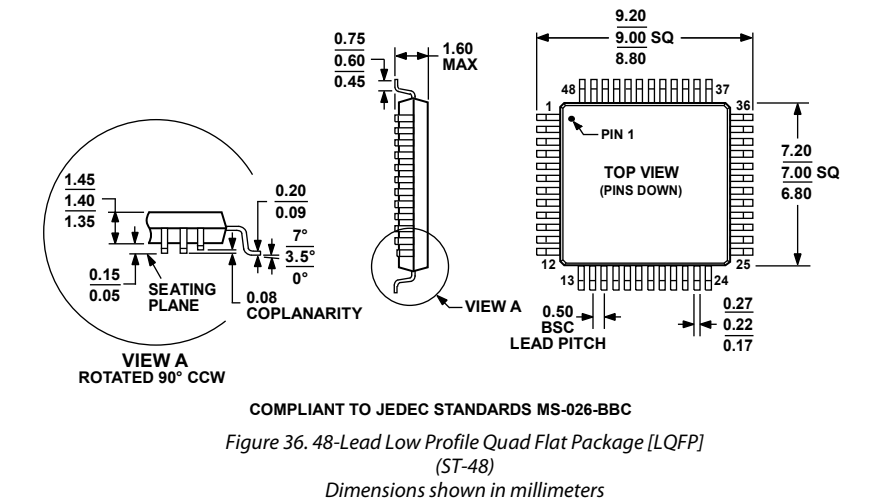 0.75
0.60
0.45
1.60
MAX
9.20
9.00 SQ
8.80
48
37
1
36
PIN 1
TOP VIEW
(PINS DOWN)
7.20
7.00 SQ
6.80
12
25
13
24
0.50
BSC
LEAD PITCH
0.27
0.22
0.17
1.45
1.40
1.35
0.20
0.09
7°
3.5°
0°
0.15
0.05
SEATING
PLANE
0.08
COPLANARITY
VIEW A
VIEW A
ROTATED 90° CCW
COMPLIANT TO JEDEC STANDARDS MS-026-BBC
Figure 36. 48-Lead Low Profile Quad Flat Package [LQFP]
(ST-48)
Dimensions shown in millimeters